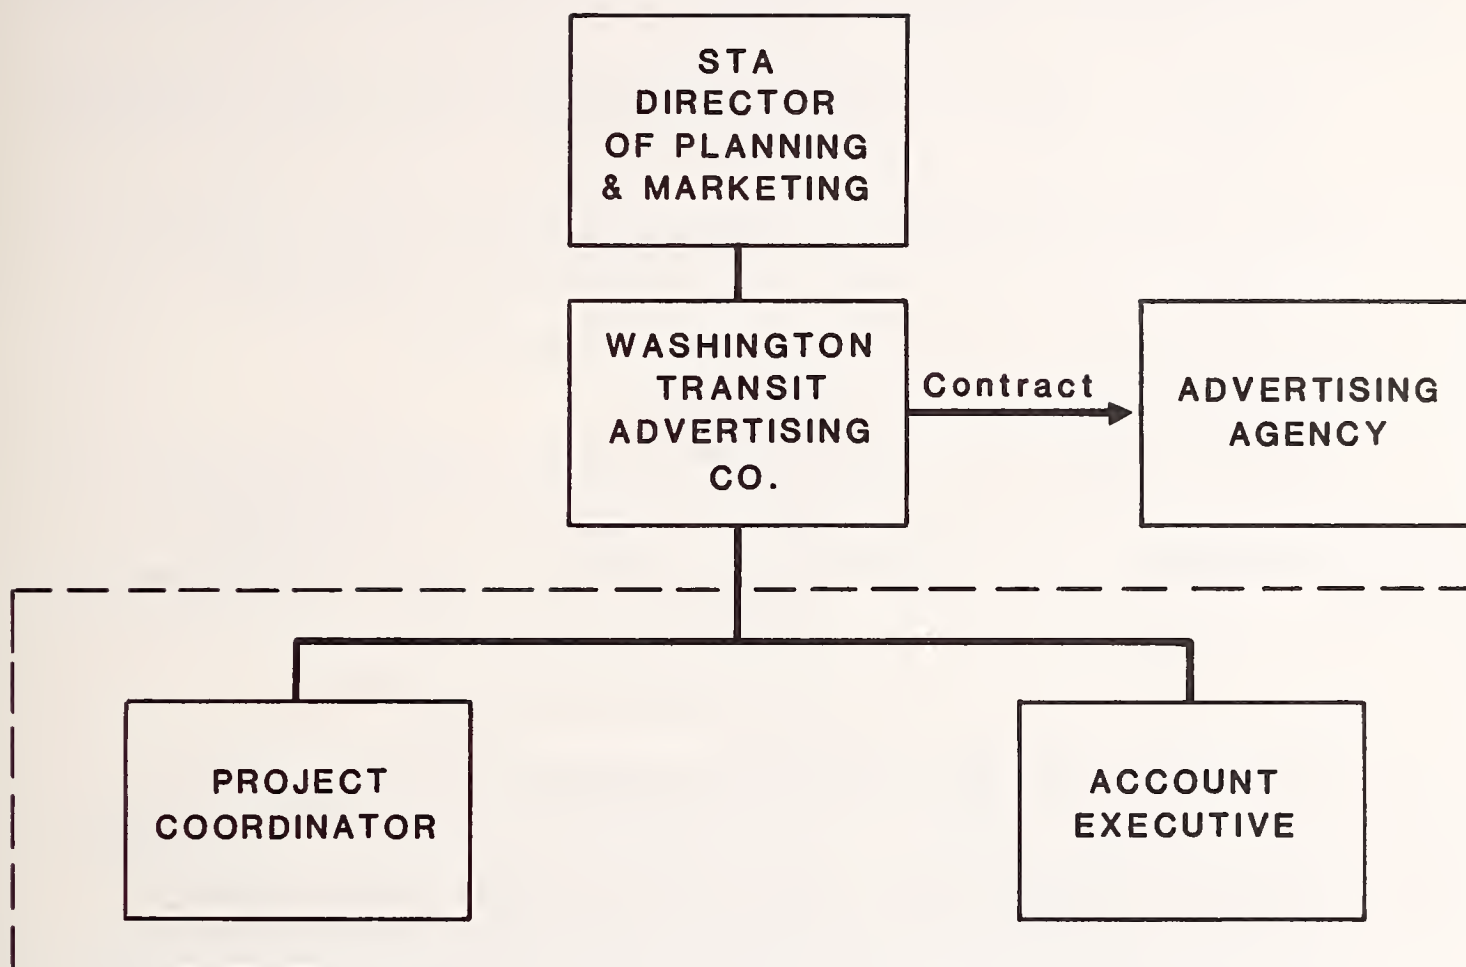 STA
DIRECTOR
OF PLANNING
& MARKETING
WASHINGTON
TRANSIT
ADVERTISING
CO.
Contract
ADVERTISING
AGENCY
PROJECT
COORDINATOR
ACCOUNT
EXECUTIVE